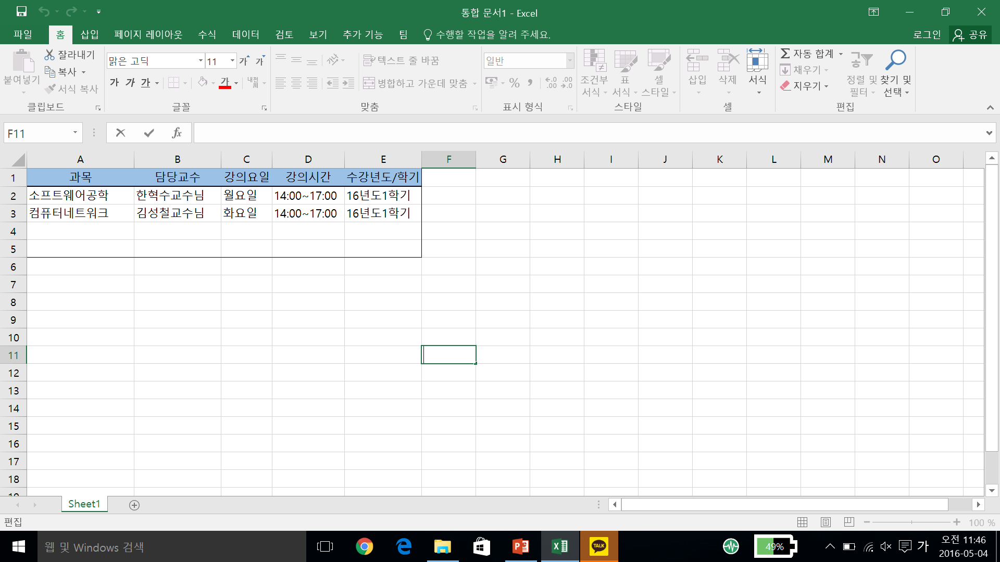 통합 문서1 - Excel
파일 홈 삽입 페이지 레이아웃 수식 데이터 검토 보기 추가 기능 팀 수행할 작업을 알려 주세요. 로그인 공유
붙여넣기 잘라내기 복사 서식 복사 클립보드
맑은 고딕 11 가 가
가 가 가 가 내천 글꼴
텍스트 줄 바꿈
병합하고 가운데 맞춤 맞춤
일반
% , ←.0 .00 .00 →.0 표시 형식
조건부 서식 표 서식 셀 스타일 스타일
삽입 삭제 서식 셀
Σ 자동 합계 채우기 지우기 정렬 및 필터 찾기 및 선택 편집
F11 fx
A B C D E F G H I J K L M N O
1 과목 담당교수 강의요일 강의시간 수강년도/학기
2 소프트웨어공학 한혁수교수님 월요일 14:00~17:00 16년도1학기
3 컴퓨터네트워크 김성철교수님 화요일 14:00~17:00 16년도1학기
4
5
6
7
8
9
10
11
12
13
14
15
16
17
18
Sheet1
편집 100 %
웹 및 Windows 검색 TALK 49% 가 오전 11:46
2016-05-04